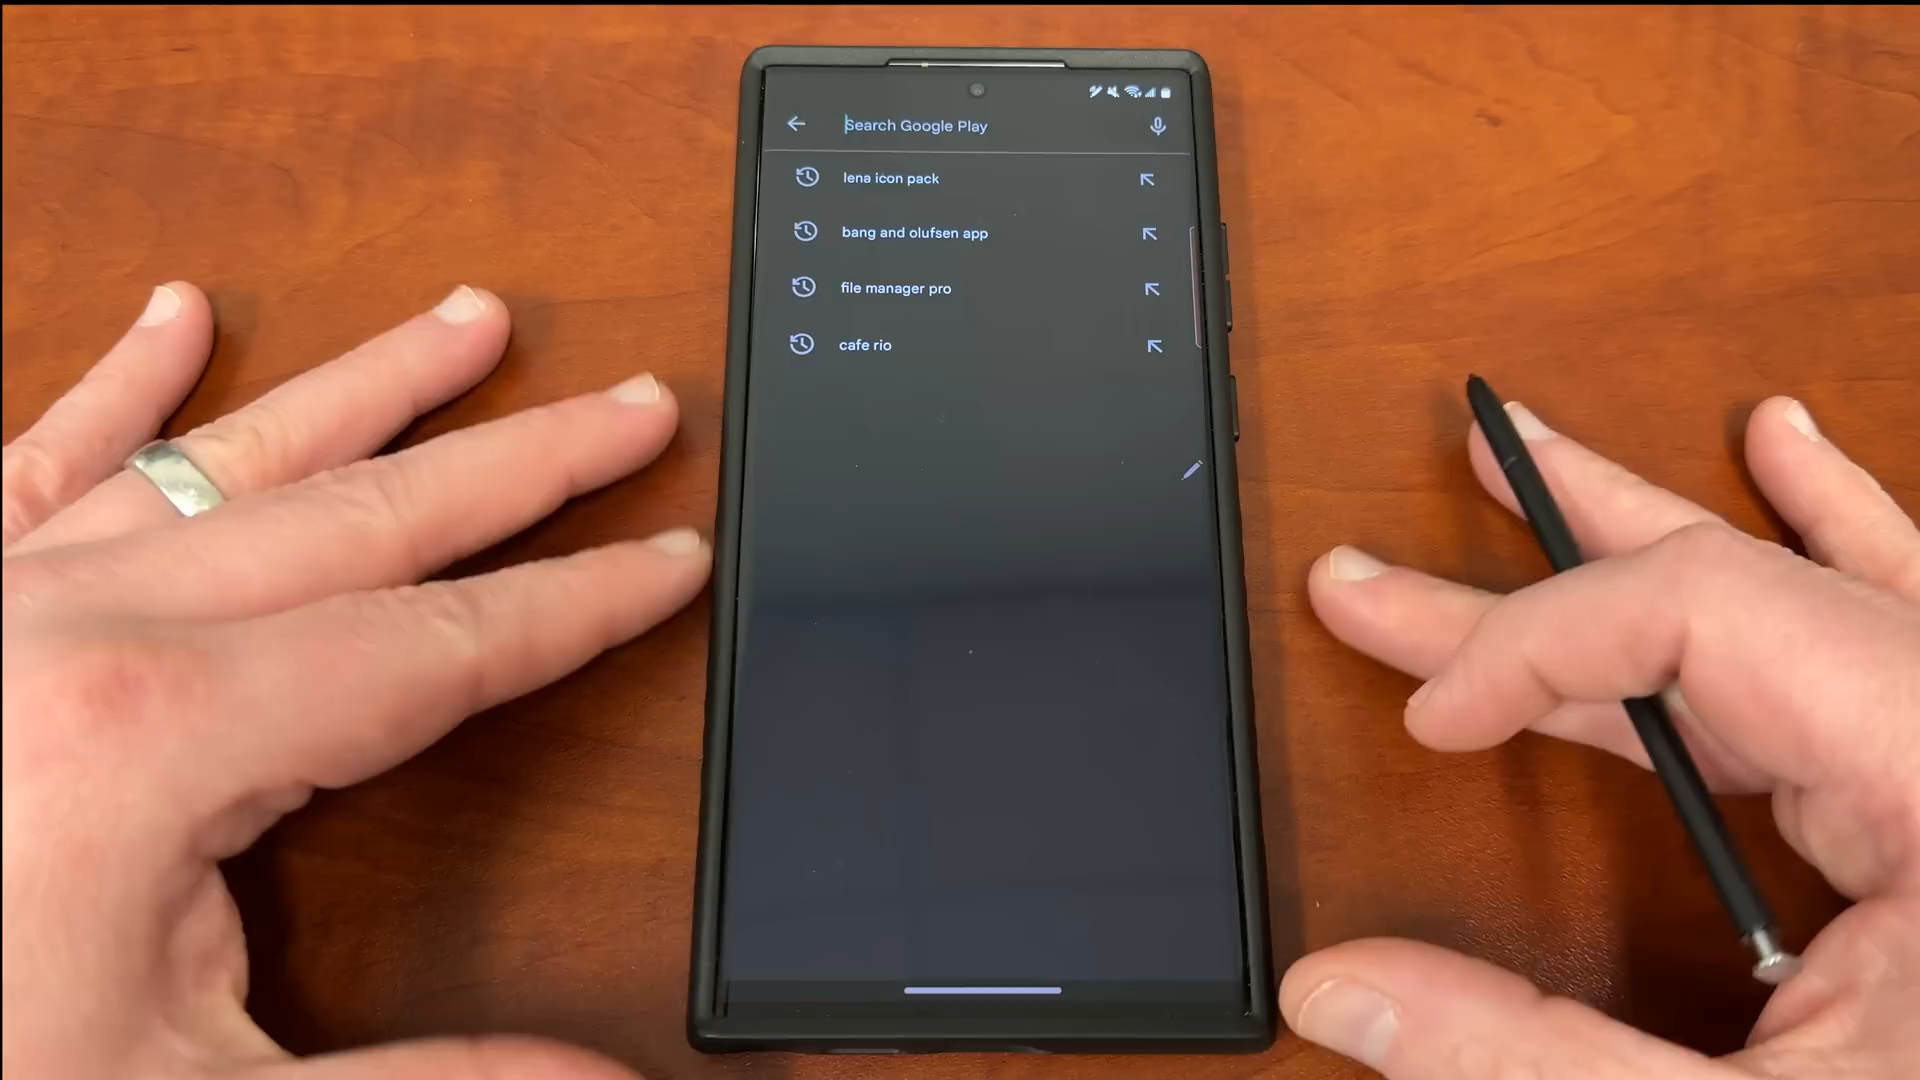 Search Google Play
lena icon pack
bang and olufsen app
file manager pro
cafe rio